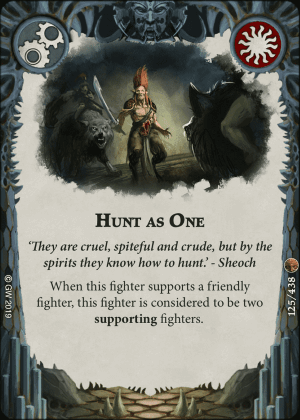 HUNT AS ONE
‘They are cruel, spiteful and crude, but by the
spirits they know how to hunt.’ - Sheoch
When this fighter supports a friendly
fighter, this fighter is considered to be two
supporting fighters.
© GW 2019
125/438